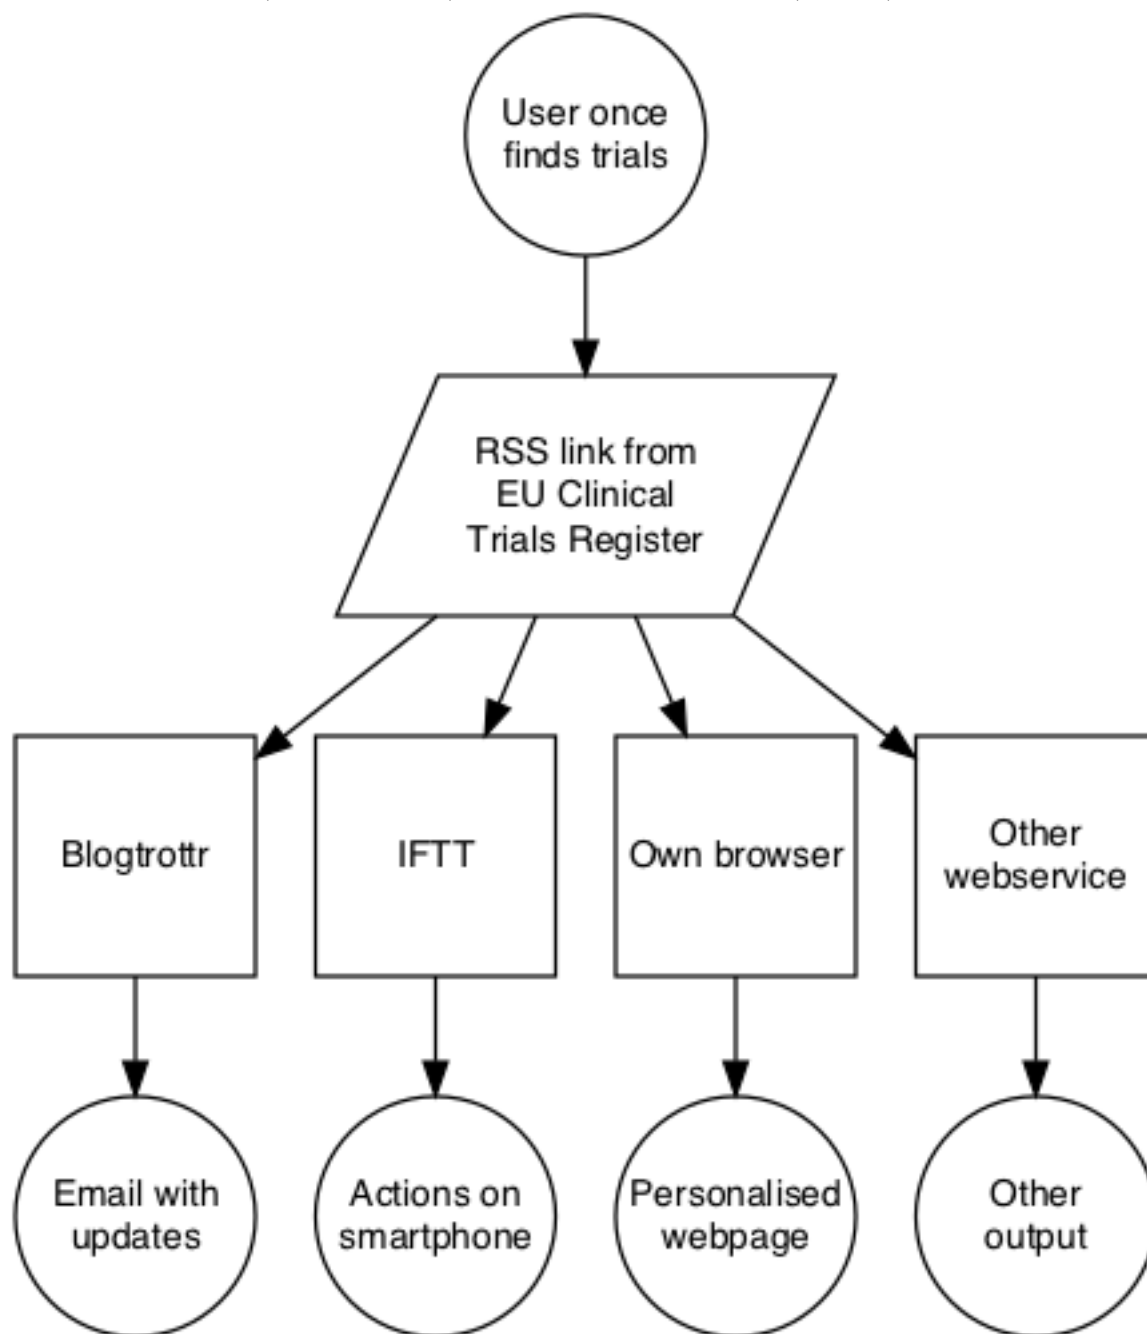 User once
finds trials
RSS link from
EU Clinical
Trials Register
Blogtrottr
IFTT
Own browser
Other
webservice
Email with
updates
Actions on
smartphone
Personalised
webpage
Other
output